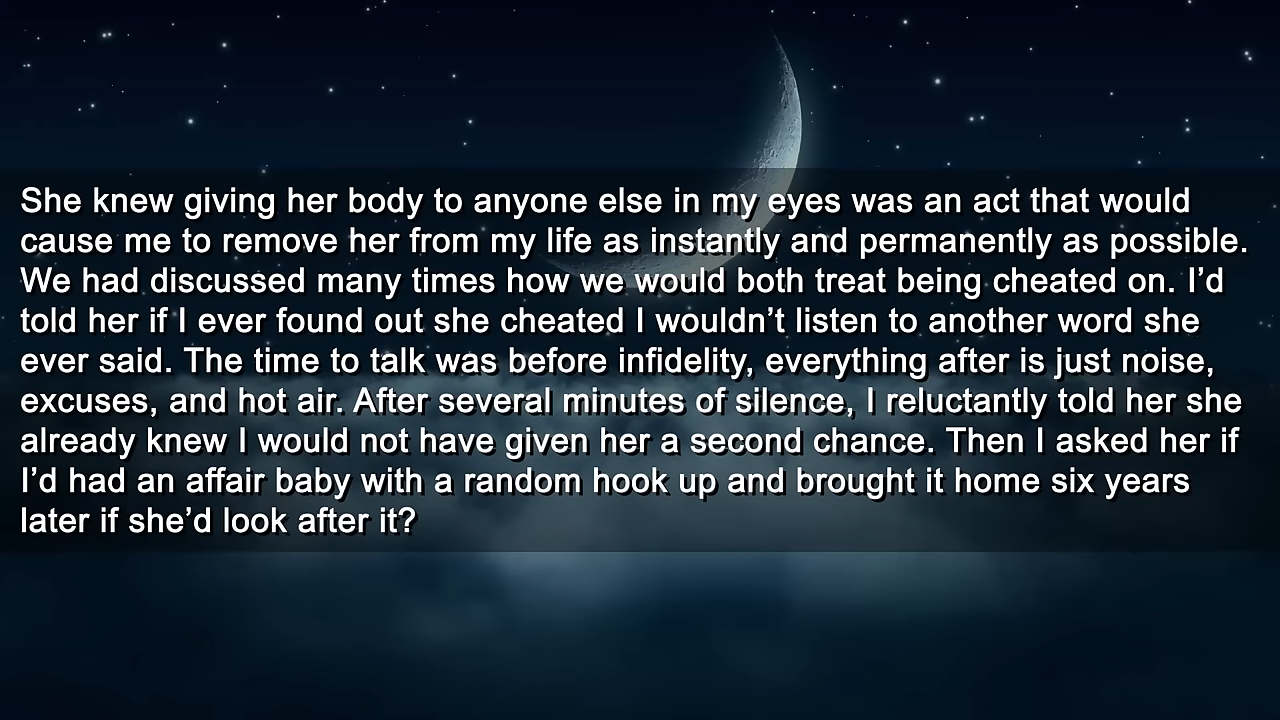 She knew giving her body to anyone else in my eyes was an act that would
cause me to remove her from my life as instantly and permanently as possible.
We had discussed many times how we would both treat being cheated on. I’d
told her if I ever found out she cheated I wouldn’t listen to another word she
ever said. The time to talk was before infidelity, everything after is just noise,
excuses, and hot air. After several minutes of silence, I reluctantly told her she
already knew I would not have given her a second chance. Then I asked her if
I’d had an affair baby with a random hook up and brought it home six years
later if she’d look after it?